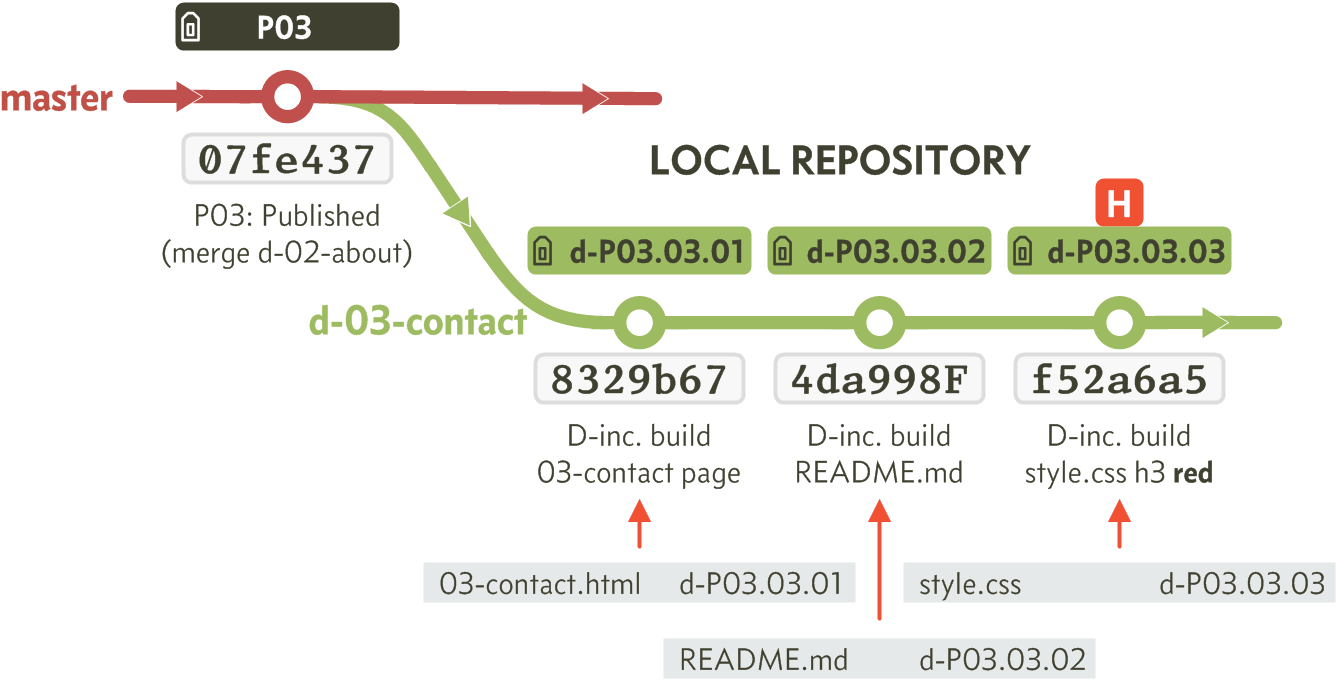 P03
master
07fe437
P03: Published
(merge d-02-about)
LOCAL REPOSITORY
H
d-P03.03.01
d-P03.03.02
d-P03.03.03
d-03-contact
8329b67
4da998F
f52a6a5
D-inc. build
03-contact page
D-inc. build
README.md
D-inc. build
style.css h3 red
03-contact.html d-P03.03.01
style.css d-P03.03.03
README.md d-P03.03.02